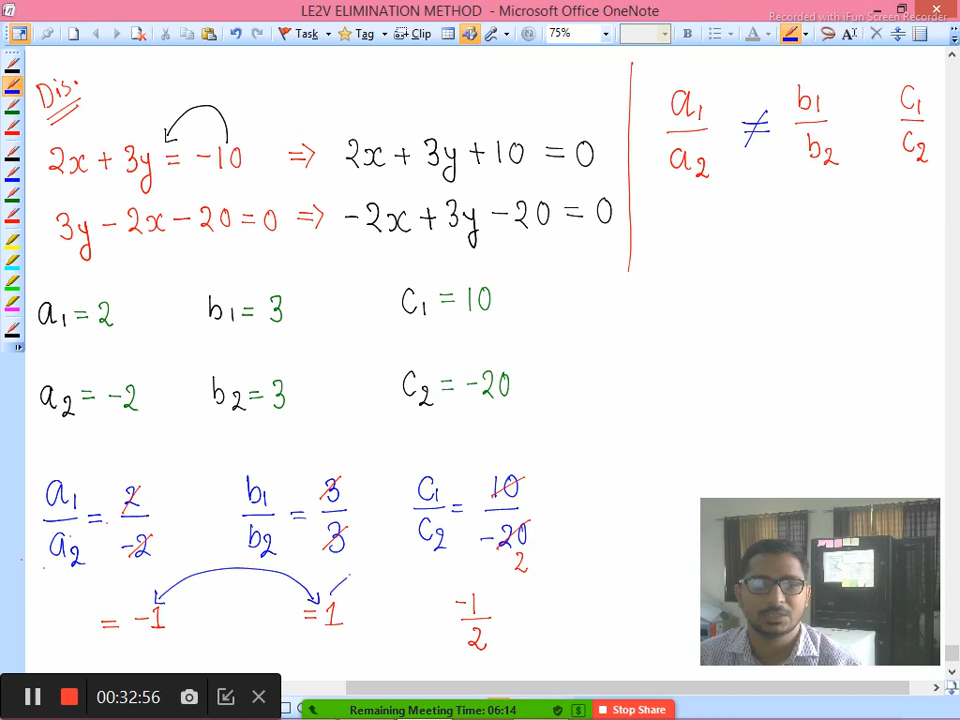 LE2V ELIMINATION METHOD - Microsoft Office OneNote
Recorded with iFun Screen Recorder
Task Tag Clip 75% B A A
Dis:
2x + 3y = -10 => 2x + 3y + 10 = 0
3y - 2x - 20 = 0 => -2x + 3y - 20 = 0
a1/a2 ≠ b1/b2 c1/c2
a1 = 2 b1 = 3 c1 = 10
a2 = -2 b2 = 3 c2 = -20
a1/a2 = 2/-2 b1/b2 = 3/3 c1/c2 = 10/-20
2
= -1 = 1 -1/2
00:32:56
Remaining Meeting Time: 06:14 Stop Share